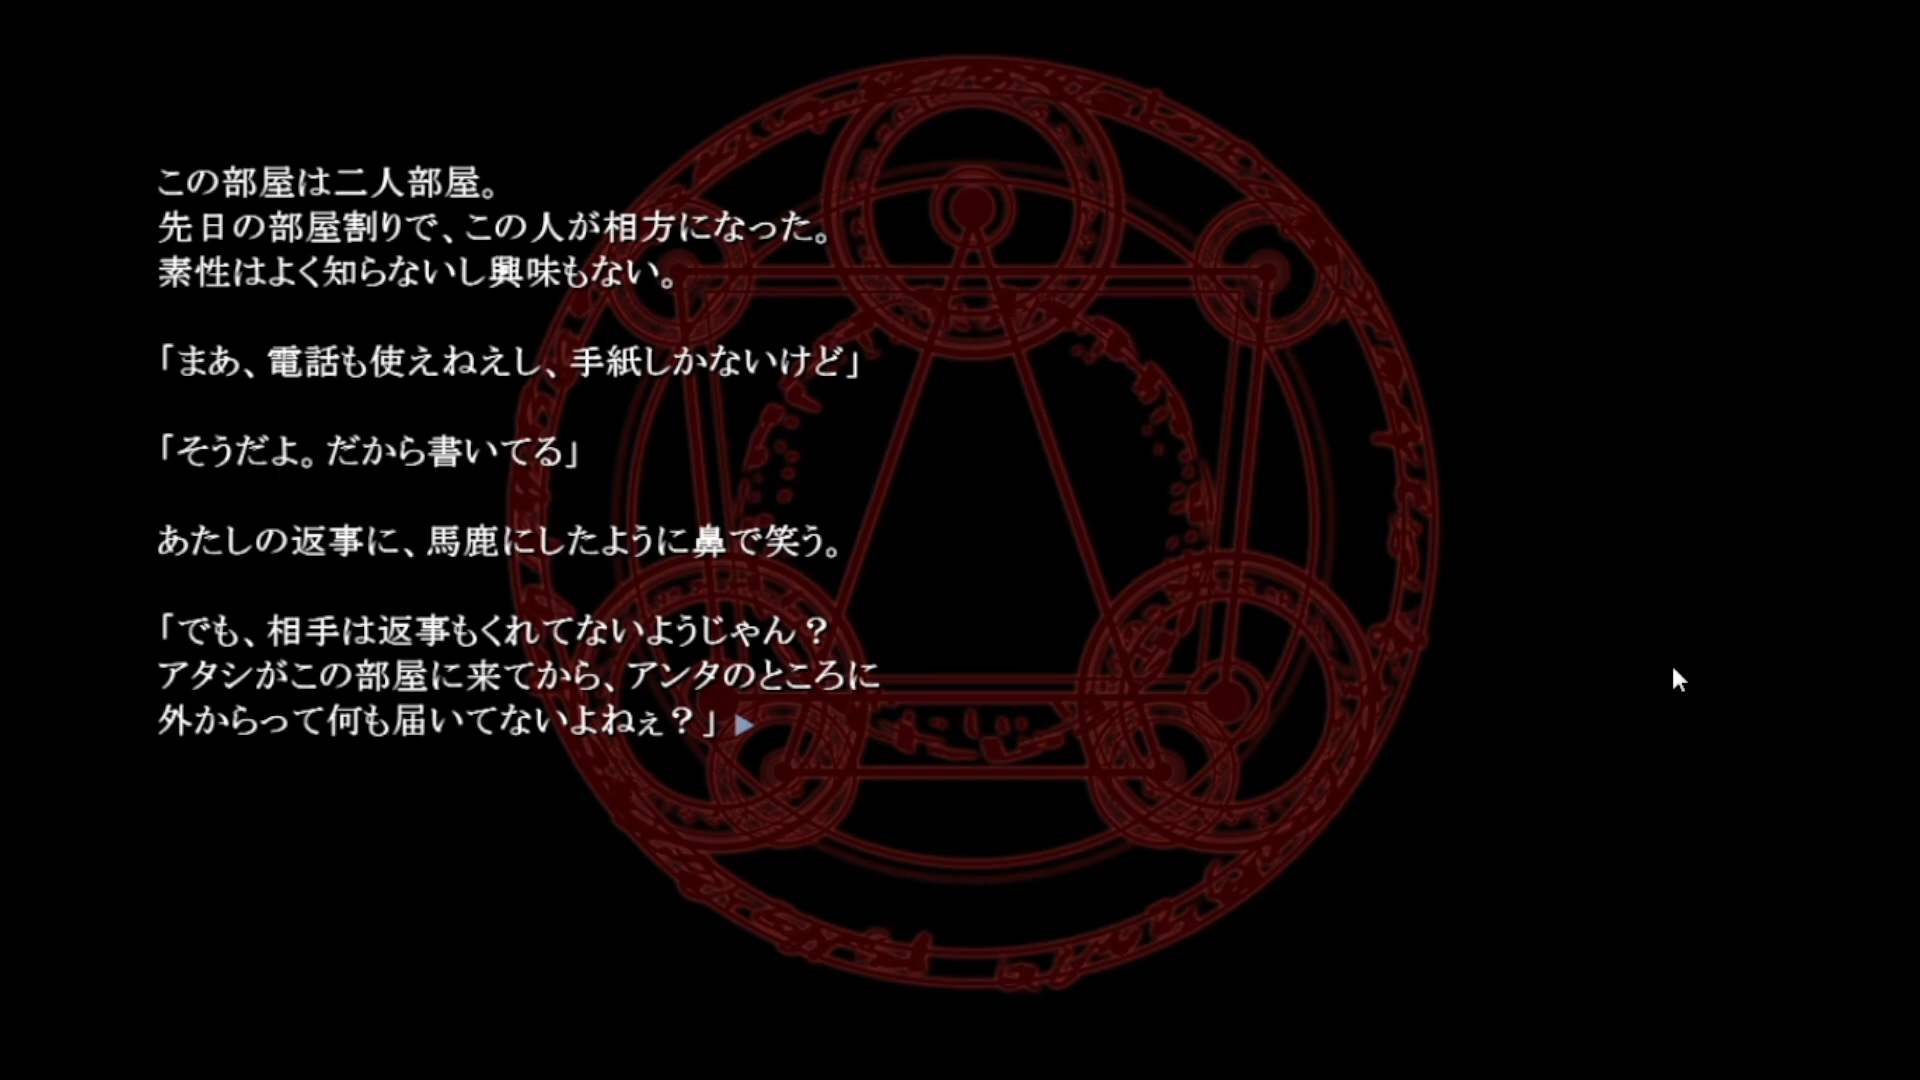 この部屋は二人部屋。
先日の部屋割りで、この人が相方になった。
素性はよく知らないし興味もない。
「まあ、電話も使えねえし、手紙しかないけど」
「そうだよ。だから書いてる」
あたしの返事に、馬鹿にしたように鼻で笑う。
「でも、相手は返事もくれてないようじゃん？
アタシがこの部屋に来てから、アンタのところに
外からって何も届いてないよねぇ？」